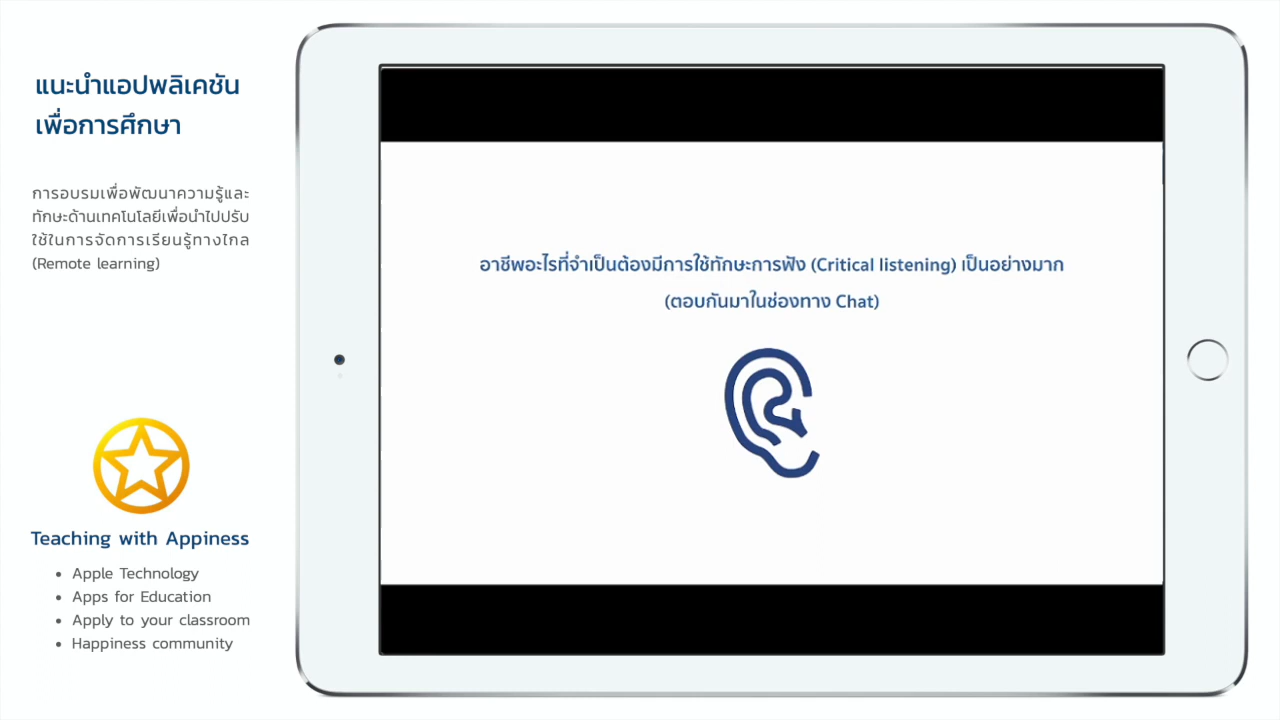 แนะนำแอปพลิเคชัน
เพื่อการศึกษา
การอบรมเพื่อพัฒนาความรู้และ
ทักษะด้านเทคโนโลยีเพื่อนำไปปรับ
ใช้ในการจัดการเรียนรู้ทางไกล
(Remote learning)
Teaching with Appiness
• Apple Technology
• Apps for Education
• Apply to your classroom
• Happiness community
อาชีพอะไรที่จำเป็นต้องมีการใช้ทักษะการฟัง (Critical listening) เป็นอย่างมาก
(ตอบกันมาในช่องทาง Chat)